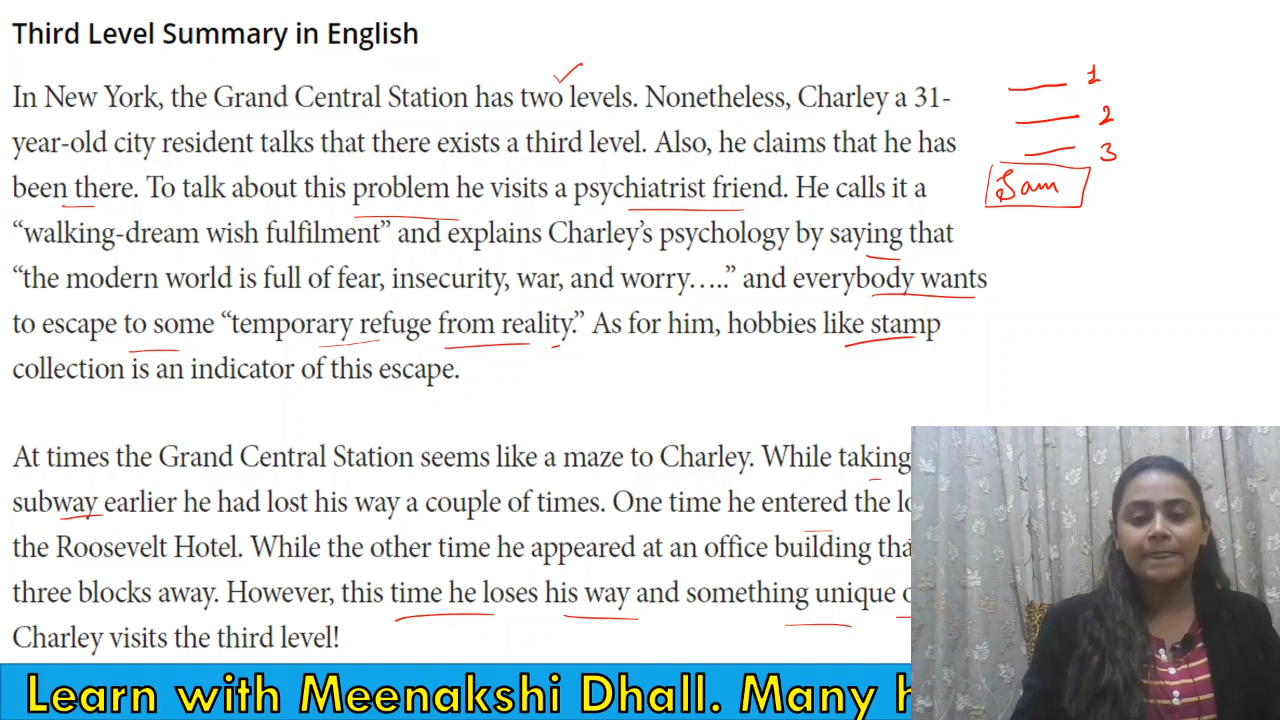 Third Level Summary in English
In New York, the Grand Central Station has two levels. Nonetheless, Charley a 31-
year-old city resident talks that there exists a third level. Also, he claims that he has
been there. To talk about this problem he visits a psychiatrist friend. He calls it a
“walking-dream wish fulfilment” and explains Charley’s psychology by saying that
“the modern world is full of fear, insecurity, war, and worry…..” and everybody wants
to escape to some “temporary refuge from reality.” As for him, hobbies like stamp
collection is an indicator of this escape.
1
2
3
Sam
At times the Grand Central Station seems like a maze to Charley. While taking
subway earlier he had lost his way a couple of times. One time he entered the
the Roosevelt Hotel. While the other time he appeared at an office building
three blocks away. However, this time he loses his way and something unique
Charley visits the third level!
Learn with Meenakshi Dhall. Many